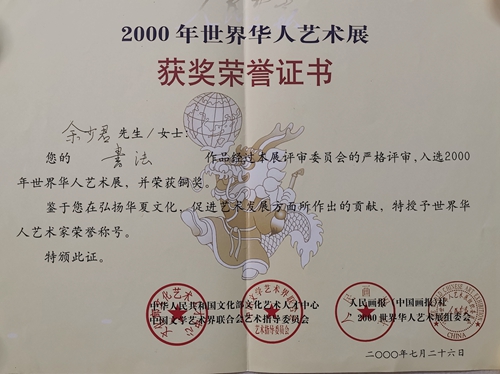 2000年世界华人艺术展
获奖荣誉证书
余少君 先生/女士:
您的 書法 作品经过本展评审委员会的严格评审,入选2000
年世界华人艺术展,并荣获铜奖。
鉴于您在弘扬华夏文化、促进艺术发展方面所作出的贡献,特授予世界华
人艺术家荣誉称号。
特颁此证。
中华人民共和国文化部文化艺术人才中心
中国文学艺术界联合会艺术指导委员会
人民画报(中国画报)社
2000世界华人艺术展组委会
艺术指导委员会
CHINA
二〇〇〇年七月二十六日